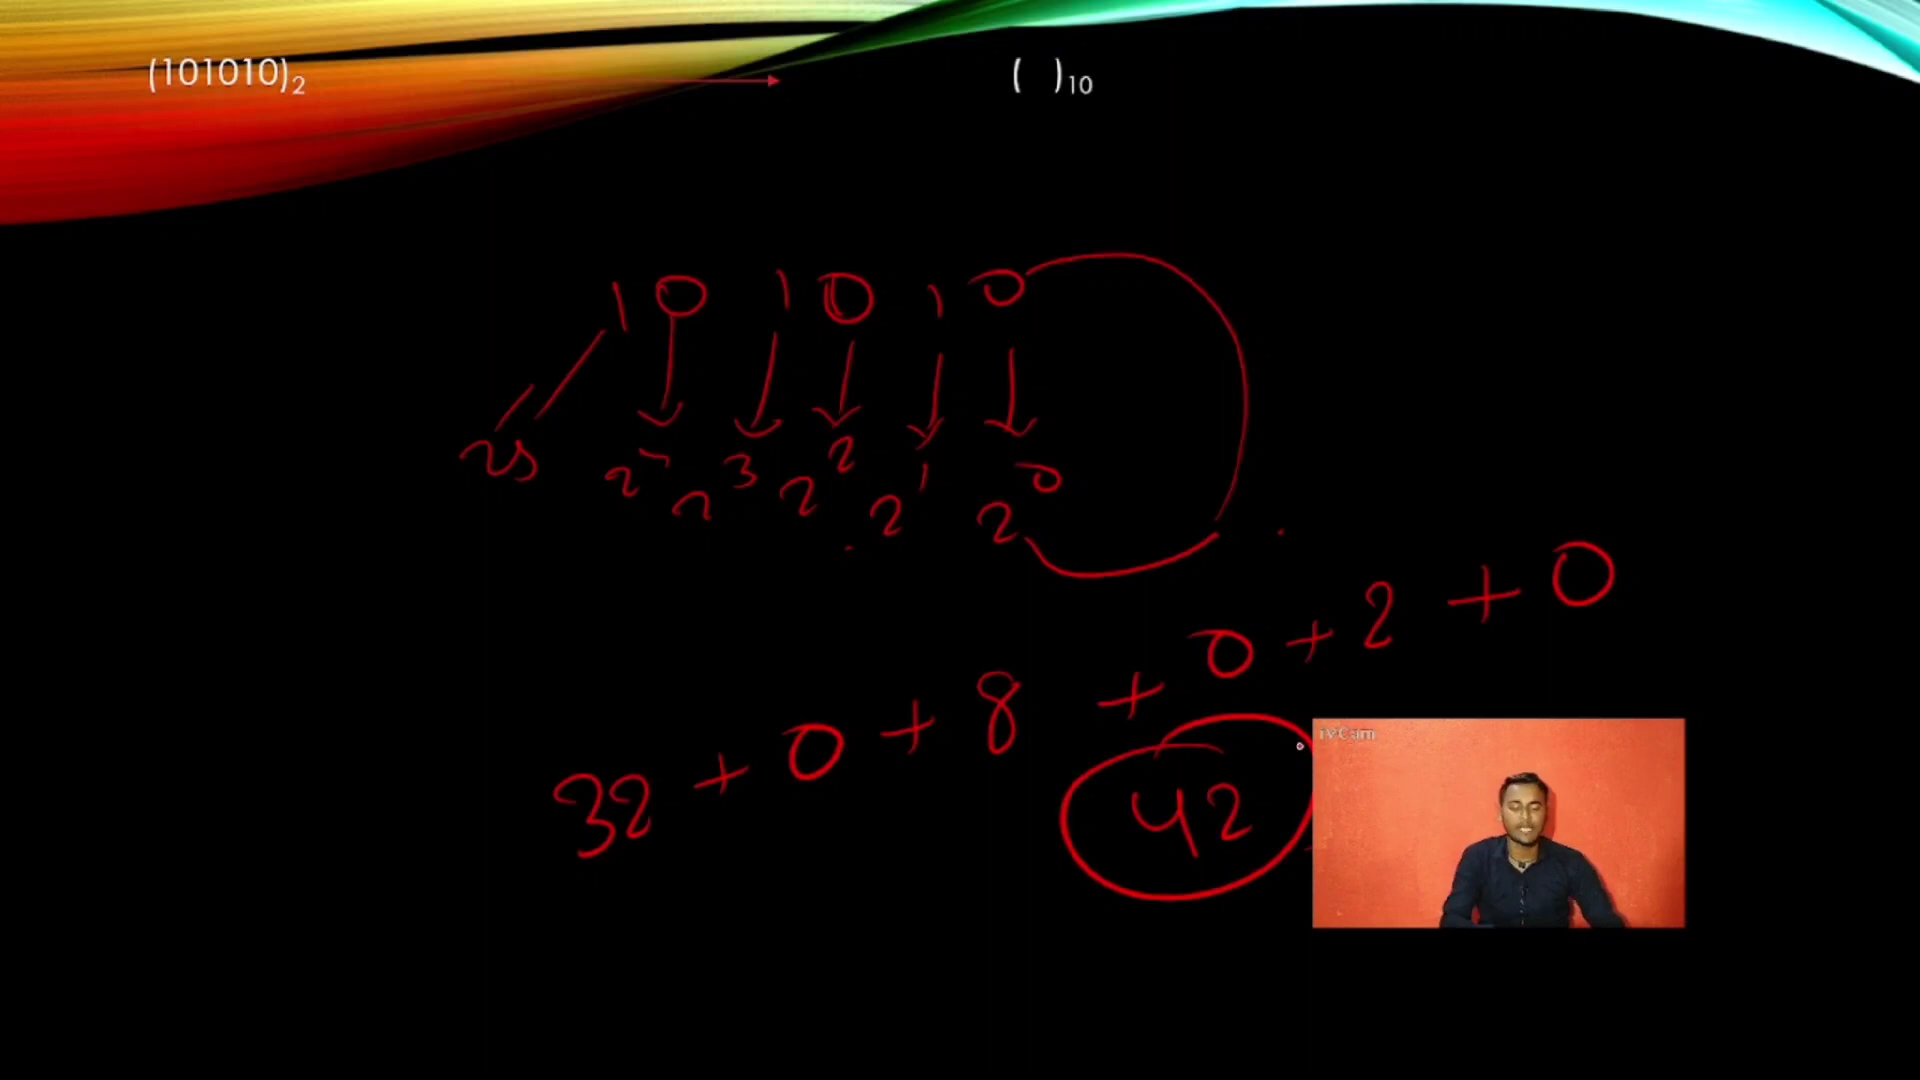 (101010)₂ ( )₁₀
1 0 1 0 1 0
2⁵ 2⁴ 2³ 2² 2¹ 2⁰
32 + 0 + 8 + 0 + 2 + 0
42
iVCam